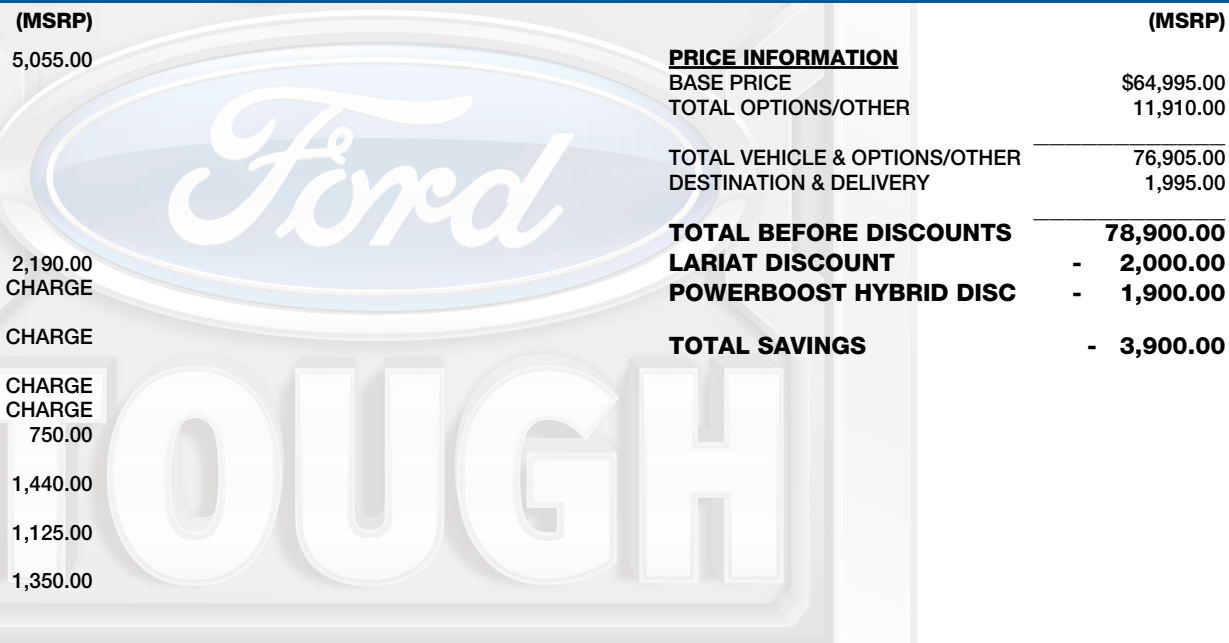 (MSRP)
5,055.00
2,190.00
CHARGE
CHARGE
CHARGE
CHARGE
750.00
1,440.00
1,125.00
1,350.00
Ford
TOUGH
(MSRP)
PRICE INFORMATION
BASE PRICE $64,995.00
TOTAL OPTIONS/OTHER 11,910.00
TOTAL VEHICLE & OPTIONS/OTHER 76,905.00
DESTINATION & DELIVERY 1,995.00
TOTAL BEFORE DISCOUNTS 78,900.00
LARIAT DISCOUNT - 2,000.00
POWERBOOST HYBRID DISC - 1,900.00
TOTAL SAVINGS - 3,900.00